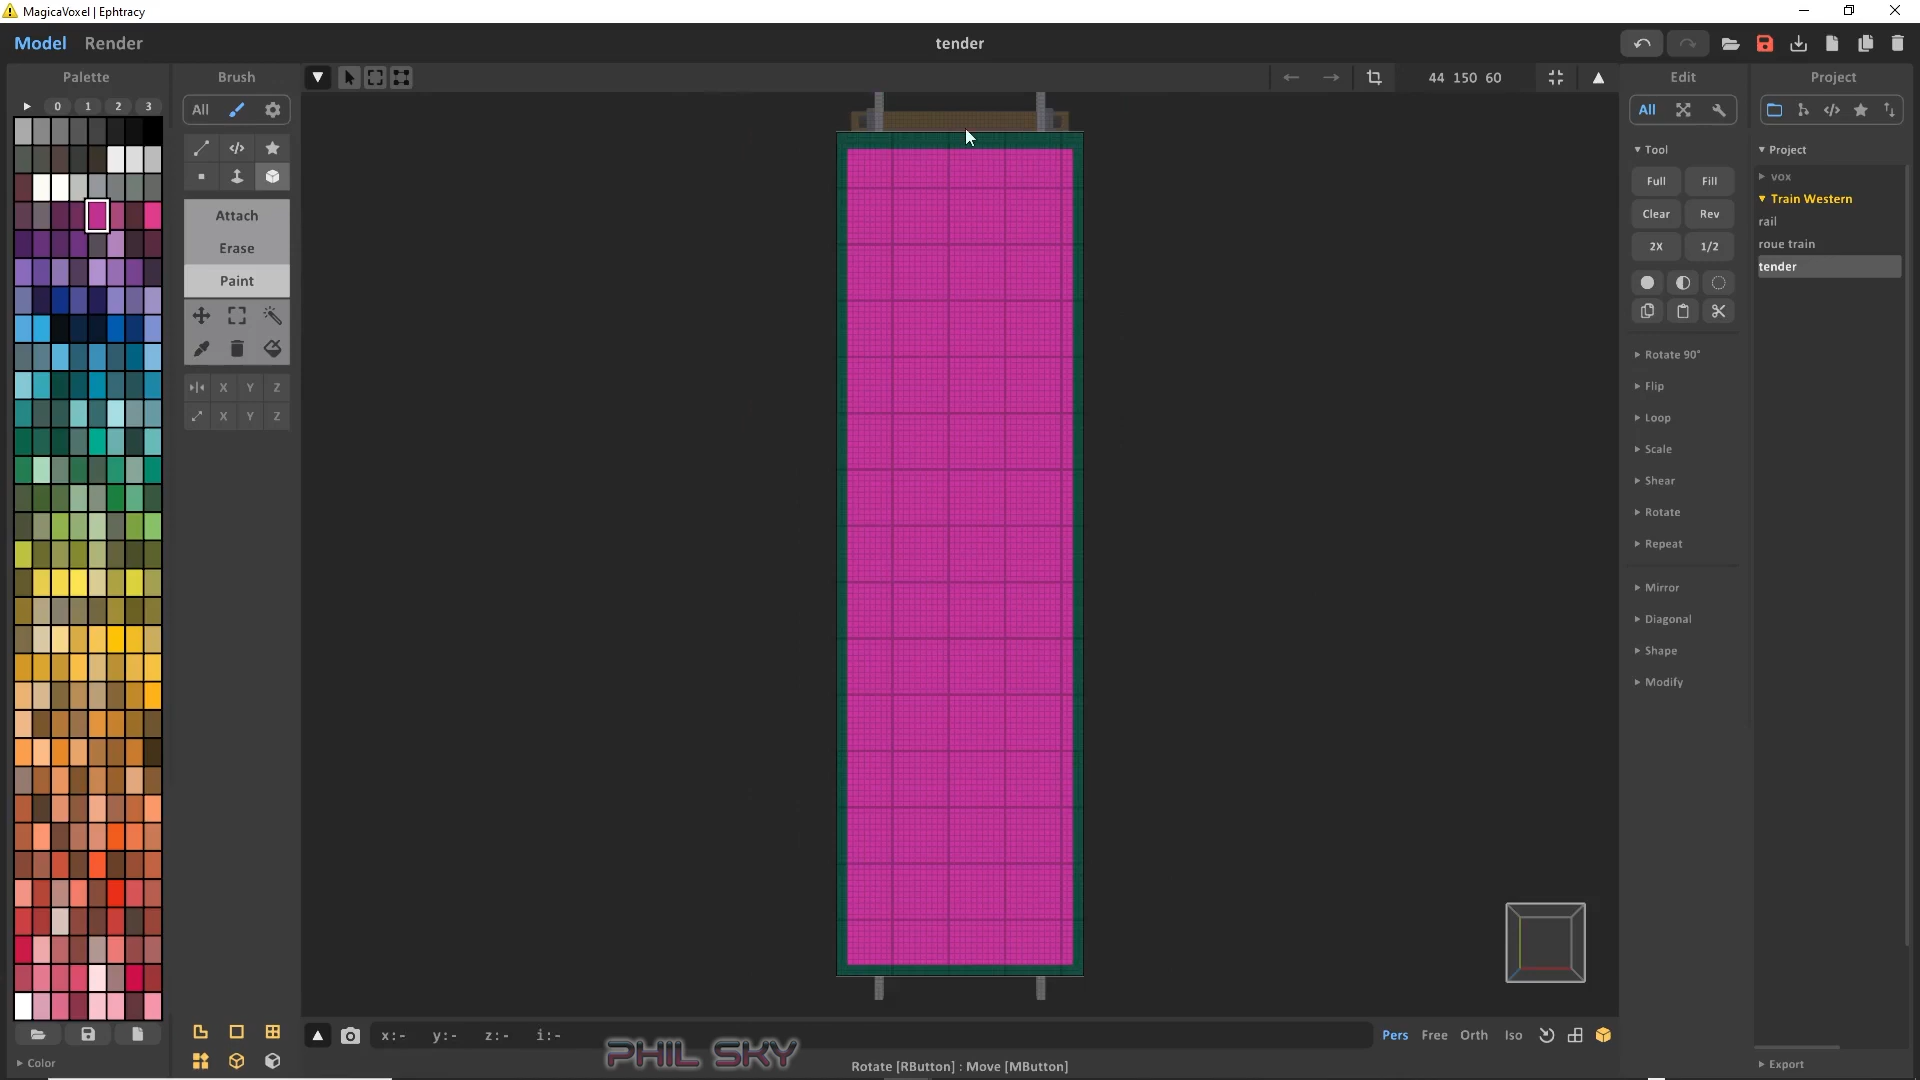 MagicaVoxel | Ephtracy
Model Render
tender
Palette
Brush
44 150 60
Edit
Project
0 1 2 3
All
All
Tool
Project
Full Fill
vox
Clear Rev
Train Western
rail
2X 1/2
roue train
tender
Attach
Erase
Paint
Rotate 90°
Flip
X Y Z
X Y Z
Loop
Scale
Shear
Rotate
Repeat
Mirror
Diagonal
Shape
Modify
x:- y:- z:- i:-
Pers Free Orth Iso
PHIL SKY
Color
Rotate [RButton] : Move [MButton]
Export